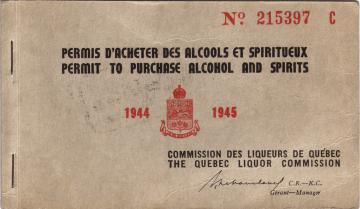 Nº 215397 C
PERMIS D'ACHETER DES ALCOOLS ET SPIRITUEUX
PERMIT TO PURCHASE ALCOHOL AND SPIRITS
1944 1945
COMMISSION DES LIQUEURS DE QUÉBEC
THE QUEBEC LIQUOR COMMISSION
C.R.—K.C.
Gérant—Manager